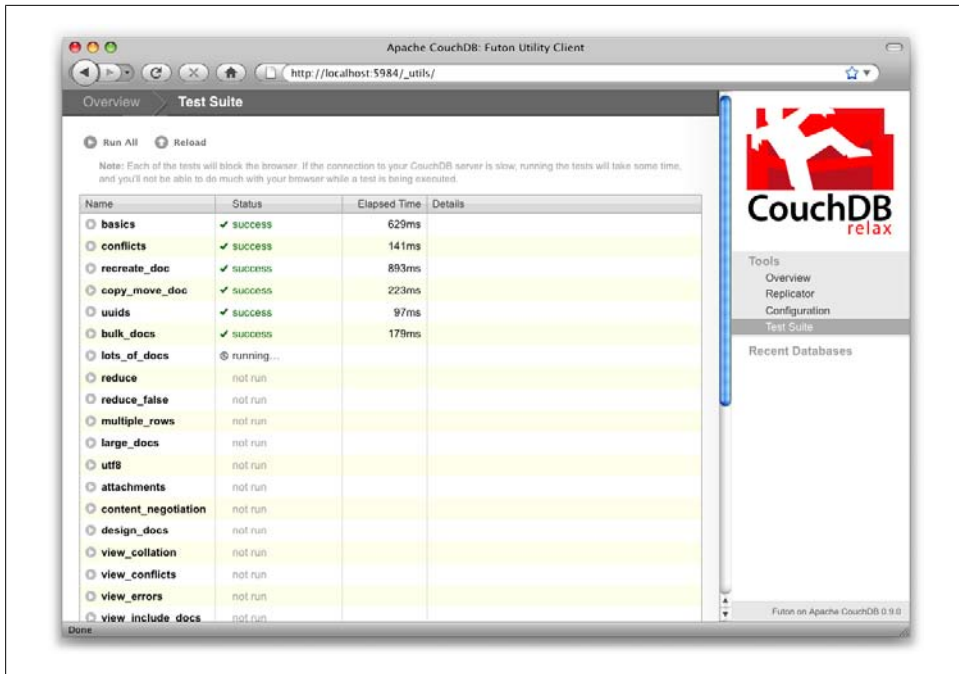 Apache CouchDB: Futon Utility Client
http://localhost:5984/_utils/
Overview Test Suite
Run All Reload
Note: Each of the tests will block the browser. If the connection to your CouchDB server is slow, running the tests will take some time,
and you'll not be able to do much with your browser while a test is being executed.
Name Status Elapsed Time Details
basics ✔ success 629ms
conflicts ✔ success 141ms
recreate_doc ✔ success 893ms
copy_move_doc ✔ success 223ms
uuids ✔ success 97ms
bulk_docs ✔ success 179ms
lots_of_docs running...
reduce not run
reduce_false not run
multiple_rows not run
large_docs not run
utf8 not run
attachments not run
content_negotiation not run
design_docs not run
view_collation not run
view_conflicts not run
view_errors not run
view_include_docs not run
CouchDB
relax
Tools
Overview
Replicator
Configuration
Test Suite
Recent Databases
Futon on Apache CouchDB 0.9.0
Done